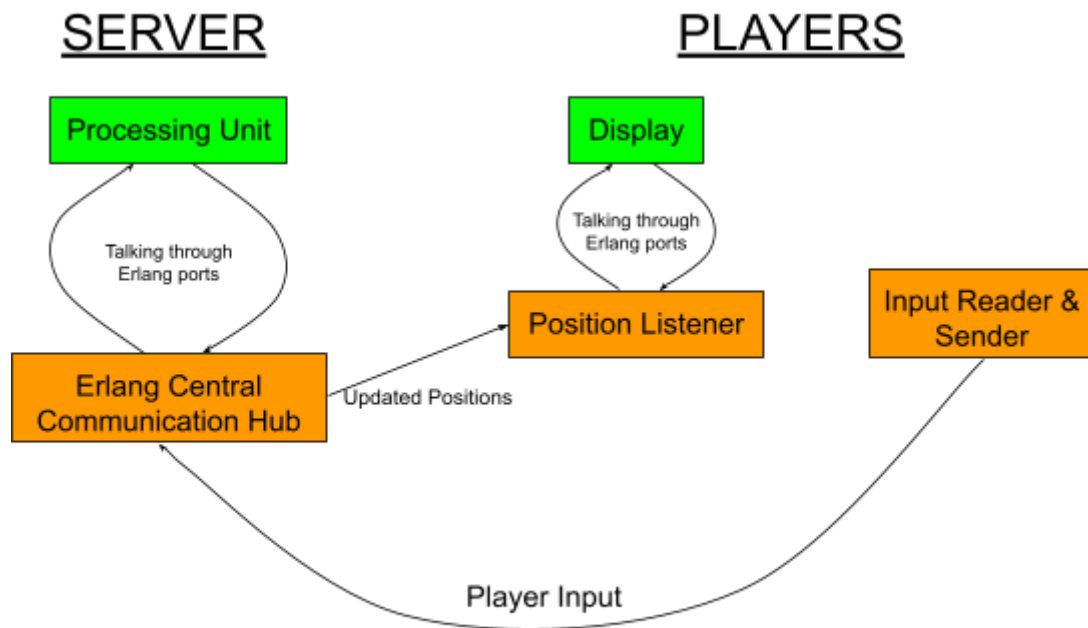 SERVER
PLAYERS
Processing Unit
Display
Talking through
Erlang ports
Talking through
Erlang ports
Position Listener
Input Reader &
Sender
Erlang Central
Communication Hub
Updated Positions
Player Input